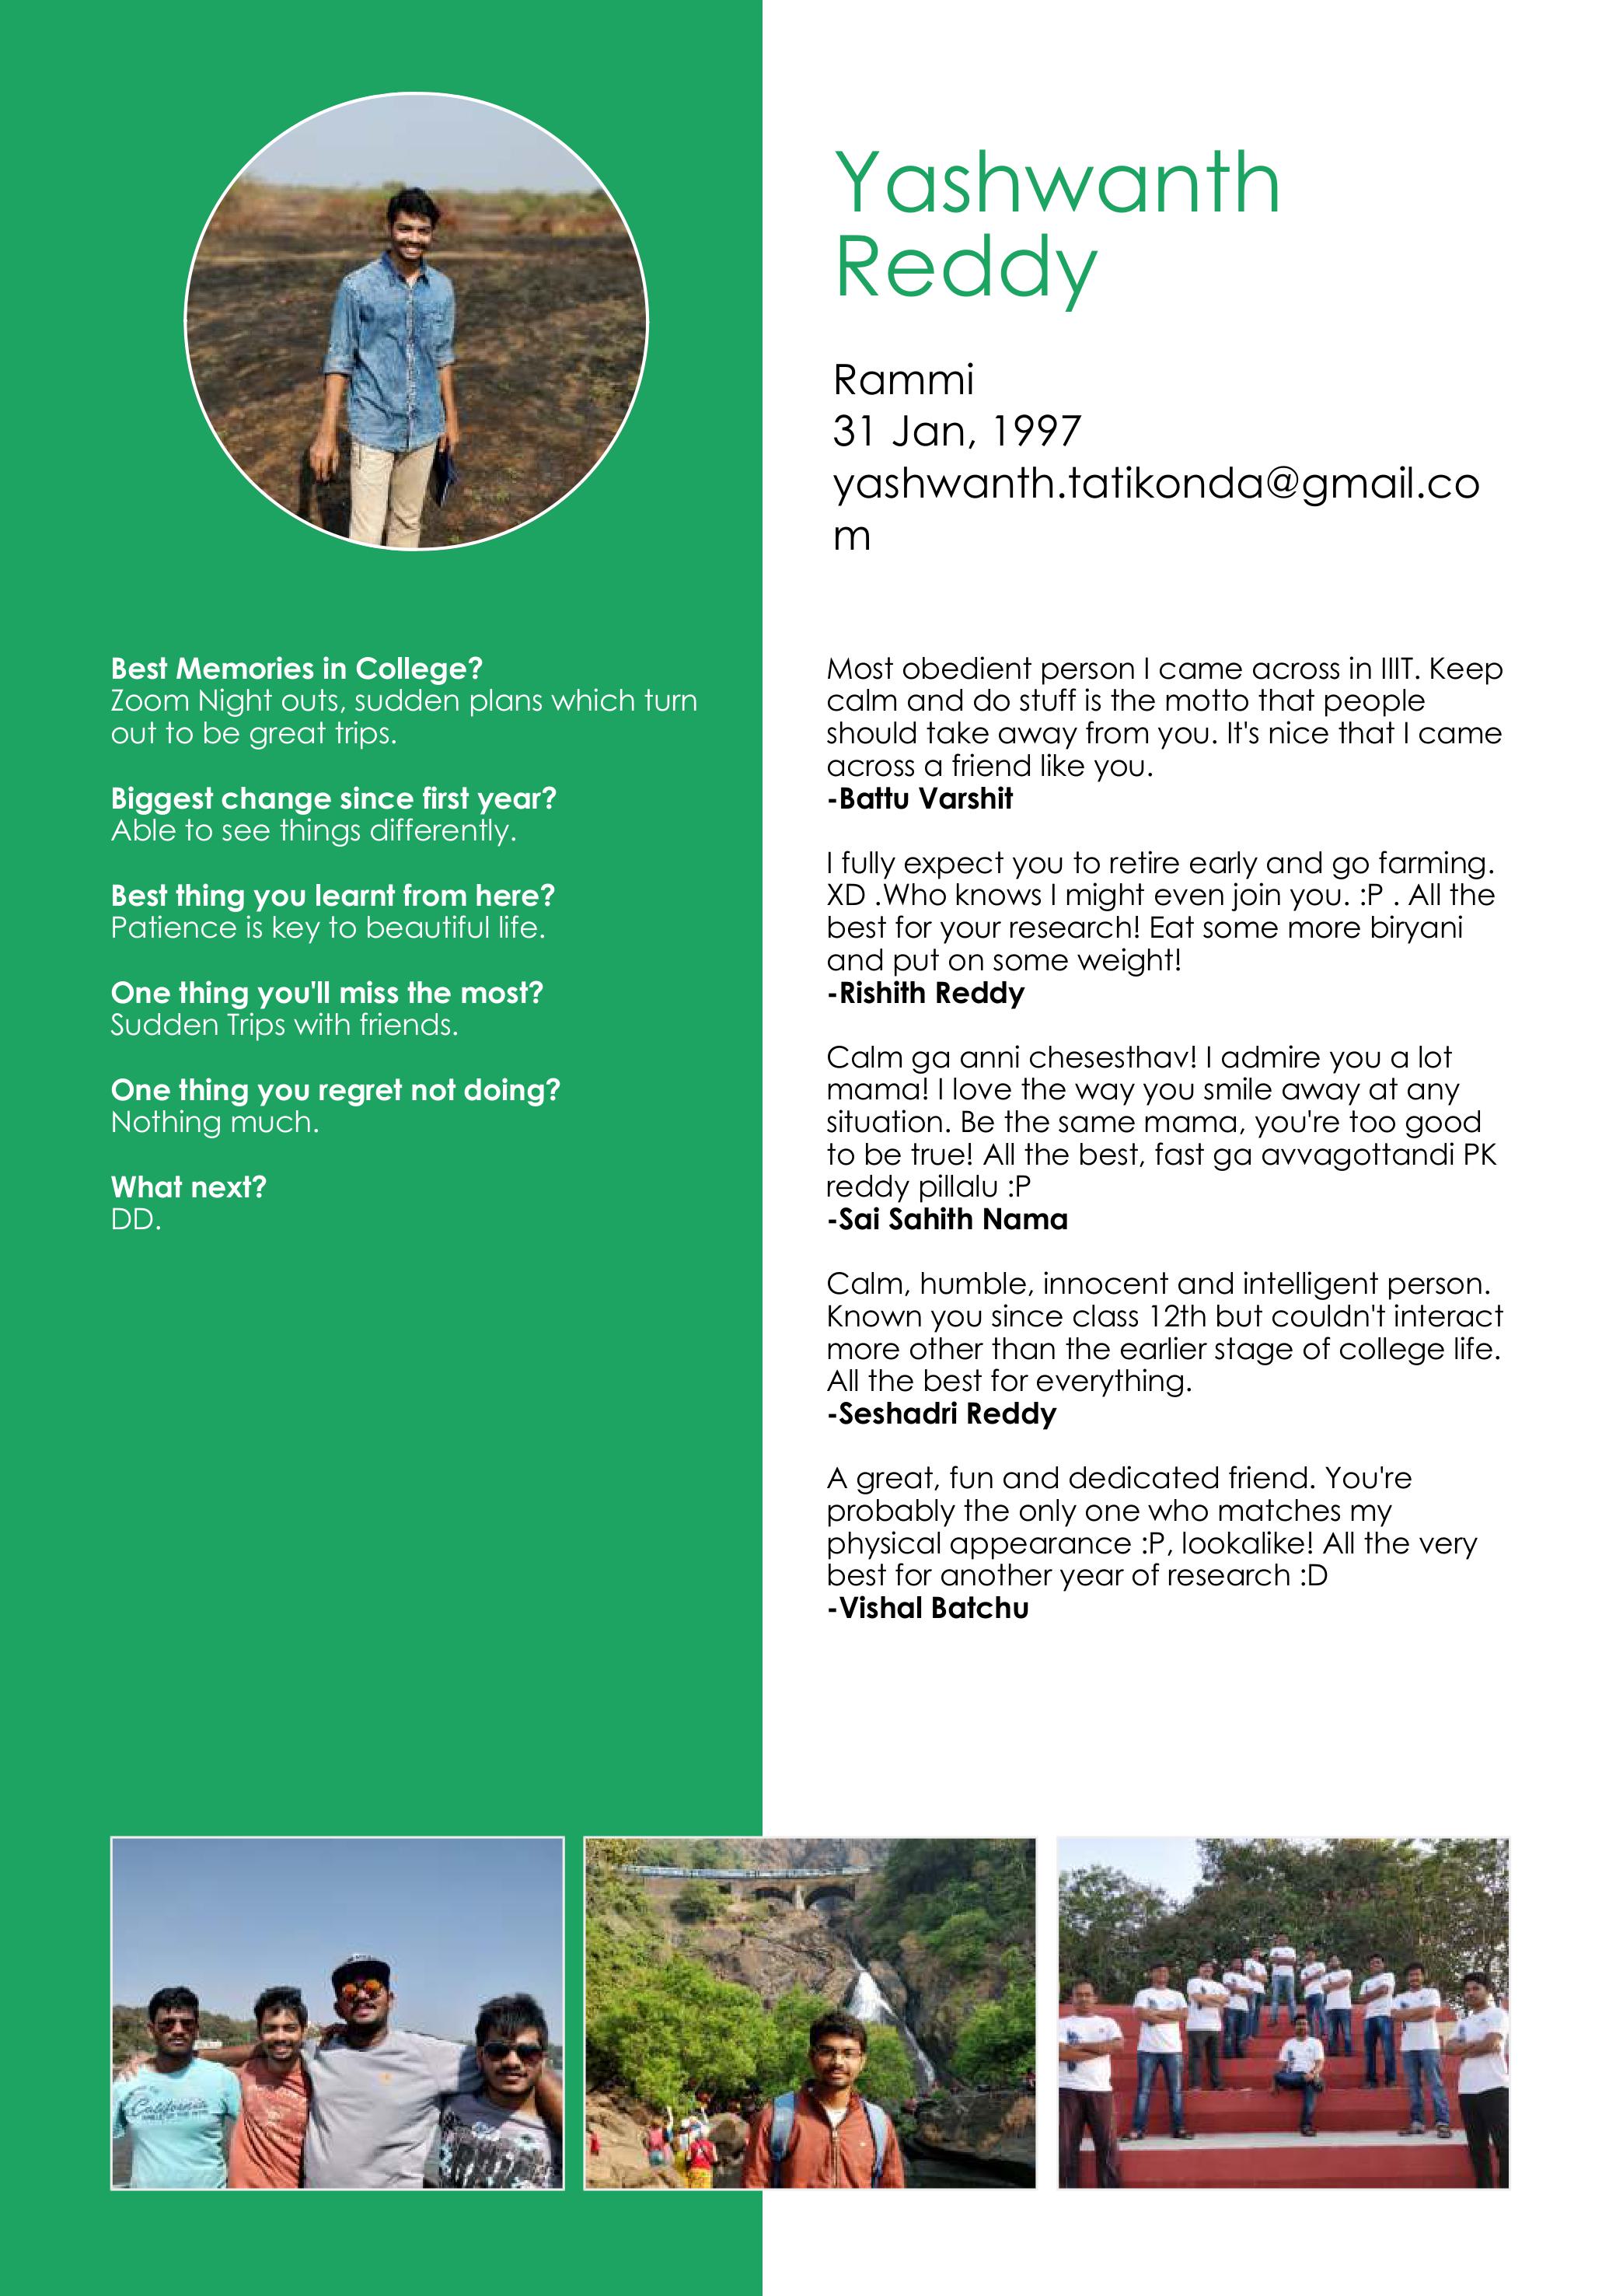 Yashwanth
Reddy
Rammi
31 Jan, 1997
yashwanth.tatikonda@gmail.co
m
Best Memories in College?
Zoom Night outs, sudden plans which turn
out to be great trips.
Biggest change since first year?
Able to see things differently.
Best thing you learnt from here?
Patience is key to beautiful life.
One thing you'll miss the most?
Sudden Trips with friends.
One thing you regret not doing?
Nothing much.
What next?
DD.
Most obedient person I came across in IIIT. Keep
calm and do stuff is the motto that people
should take away from you. It's nice that I came
across a friend like you.
-Battu Varshit
I fully expect you to retire early and go farming.
XD .Who knows I might even join you. :P . All the
best for your research! Eat some more biryani
and put on some weight!
-Rishith Reddy
Calm ga anni chesesthav! I admire you a lot
mama! I love the way you smile away at any
situation. Be the same mama, you're too good
to be true! All the best, fast ga avvagottandi PK
reddy pillalu :P
-Sai Sahith Nama
Calm, humble, innocent and intelligent person.
Known you since class 12th but couldn't interact
more other than the earlier stage of college life.
All the best for everything.
-Seshadri Reddy
A great, fun and dedicated friend. You're
probably the only one who matches my
physical appearance :P, lookalike! All the very
best for another year of research :D
-Vishal Batchu
California